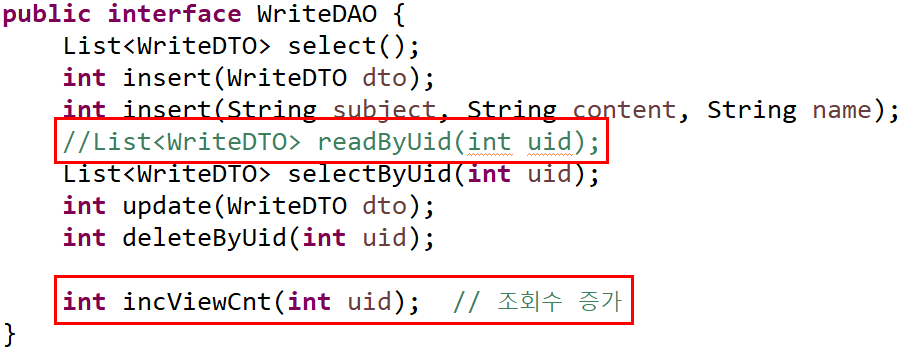 public interface WriteDAO {
    List<WriteDTO> select();
    int insert(WriteDTO dto);
    int insert(String subject, String content, String name);
    //List<WriteDTO> readByUid(int uid);
    List<WriteDTO> selectByUid(int uid);
    int update(WriteDTO dto);
    int deleteByUid(int uid);
    int incViewCnt(int uid);  // 조회수 증가
}